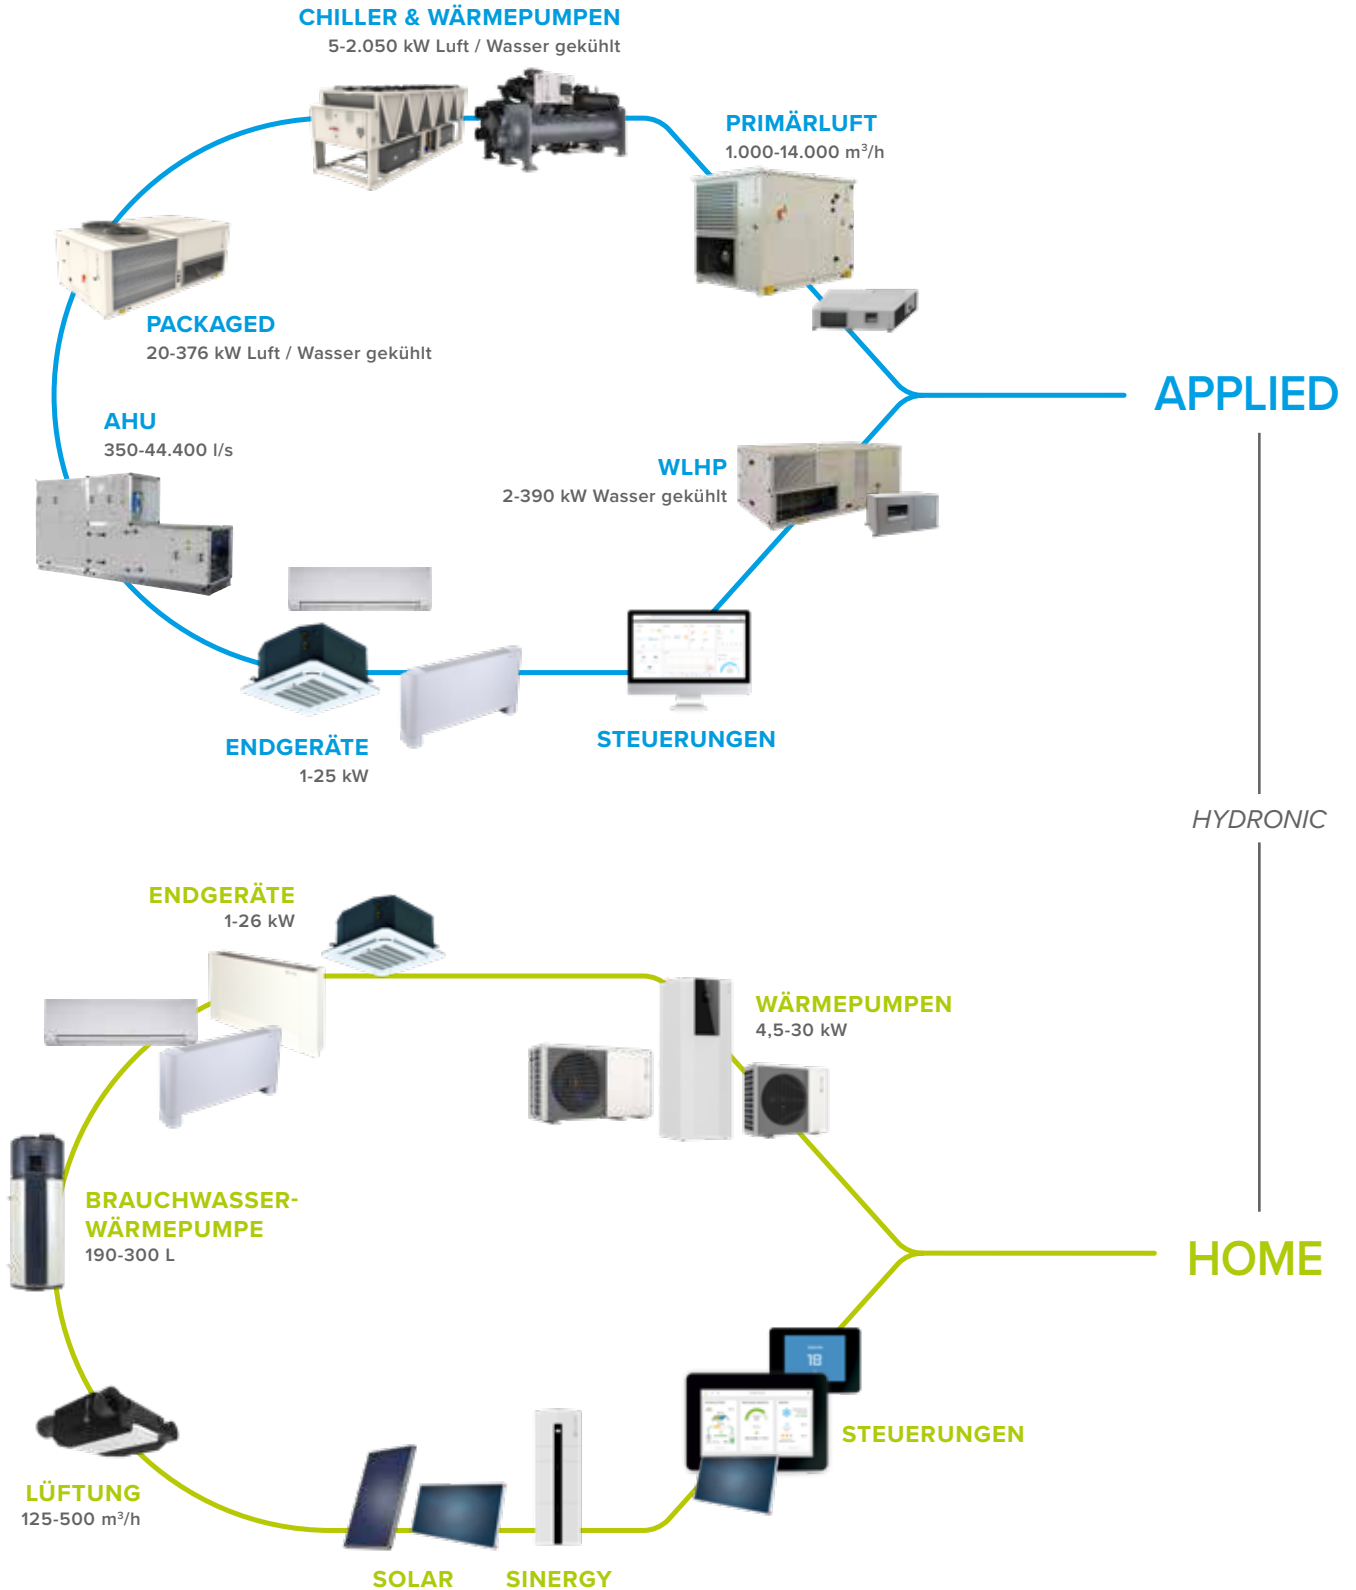 CHILLER & WÄRMEPUMPEN
5-2.050 kW Luft / Wasser gekühlt
PRIMÄRLUFT
1.000-14.000 m³/h
PACKAGED
20-376 kW Luft / Wasser gekühlt
APPLIED
AHU
350-44.400 l/s
WLHP
2-390 kW Wasser gekühlt
ENDGERÄTE
1-25 kW
STEUERUNGEN
HYDRONIC
ENDGERÄTE
1-26 kW
WÄRMEPUMPEN
4,5-30 kW
BRAUCHWASSER-
WÄRMEPUMPE
190-300 L
HOME
18
STEUERUNGEN
LÜFTUNG
125-500 m³/h
SOLAR
SINERGY